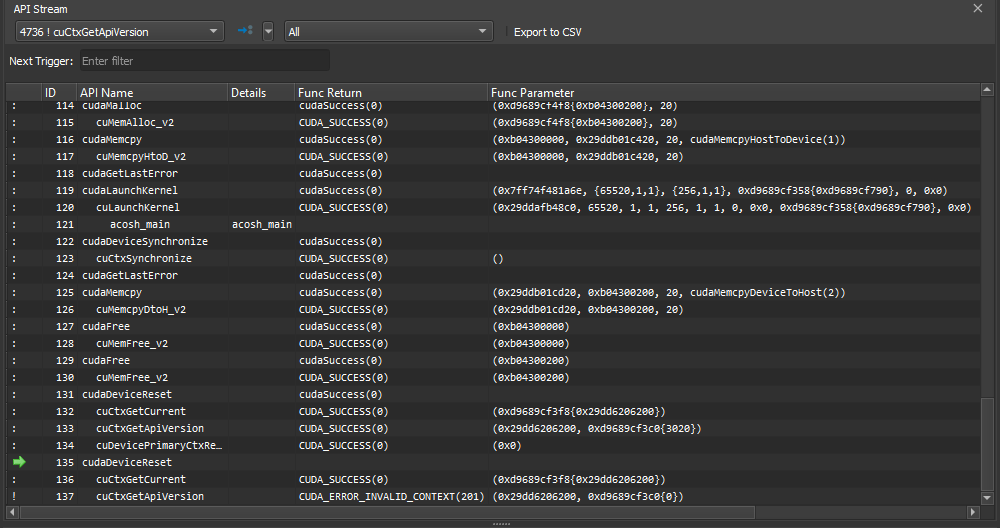 API Stream
4736 ! cuCtxGetApiVersion All Export to CSV
Next Trigger: Enter filter
ID API Name Details Func Return Func Parameter
: 114 cudaMalloc cudaSuccess(0) (0xd9689cf4f8{0xb04300200}, 20)
: 115 cuMemAlloc_v2 CUDA_SUCCESS(0) (0xd9689cf4f8{0xb04300200}, 20)
: 116 cudaMemcpy cudaSuccess(0) (0xb04300000, 0x29ddb01c420, 20, cudaMemcpyHostToDevice(1))
: 117 cuMemcpyHtoD_v2 CUDA_SUCCESS(0) (0xb04300000, 0x29ddb01c420, 20)
: 118 cudaGetLastError cudaSuccess(0)
: 119 cudaLaunchKernel cudaSuccess(0) (0x7ff74f481a6e, {65520,1,1}, {256,1,1}, 0xd9689cf358{0xd9689cf790}, 0, 0x0)
: 120 cuLaunchKernel CUDA_SUCCESS(0) (0x29ddafb48c0, 65520, 1, 1, 256, 1, 1, 0, 0x0, 0xd9689cf358{0xd9689cf790}, 0x0)
: 121 acosh_main acosh_main
: 122 cudaDeviceSynchronize cudaSuccess(0)
: 123 cuCtxSynchronize CUDA_SUCCESS(0) ()
: 124 cudaGetLastError cudaSuccess(0)
: 125 cudaMemcpy cudaSuccess(0) (0x29ddb01cd20, 0xb04300200, 20, cudaMemcpyDeviceToHost(2))
: 126 cuMemcpyDtoH_v2 CUDA_SUCCESS(0) (0x29ddb01cd20, 0xb04300200, 20)
: 127 cudaFree cudaSuccess(0) (0xb04300000)
: 128 cuMemFree_v2 CUDA_SUCCESS(0) (0xb04300000)
: 129 cudaFree cudaSuccess(0) (0xb04300200)
: 130 cuMemFree_v2 CUDA_SUCCESS(0) (0xb04300200)
: 131 cudaDeviceReset cudaSuccess(0)
: 132 cuCtxGetCurrent CUDA_SUCCESS(0) (0xd9689cf3f8{0x29dd6206200})
: 133 cuCtxGetApiVersion CUDA_SUCCESS(0) (0x29dd6206200, 0xd9689cf3c0{3020})
: 134 cuDevicePrimaryCtxRe... CUDA_SUCCESS(0) (0x0)
135 cudaDeviceReset
: 136 cuCtxGetCurrent CUDA_SUCCESS(0) (0xd9689cf3f8{0x29dd6206200})
! 137 cuCtxGetApiVersion CUDA_ERROR_INVALID_CONTEXT(201) (0x29dd6206200, 0xd9689cf3c0{0})